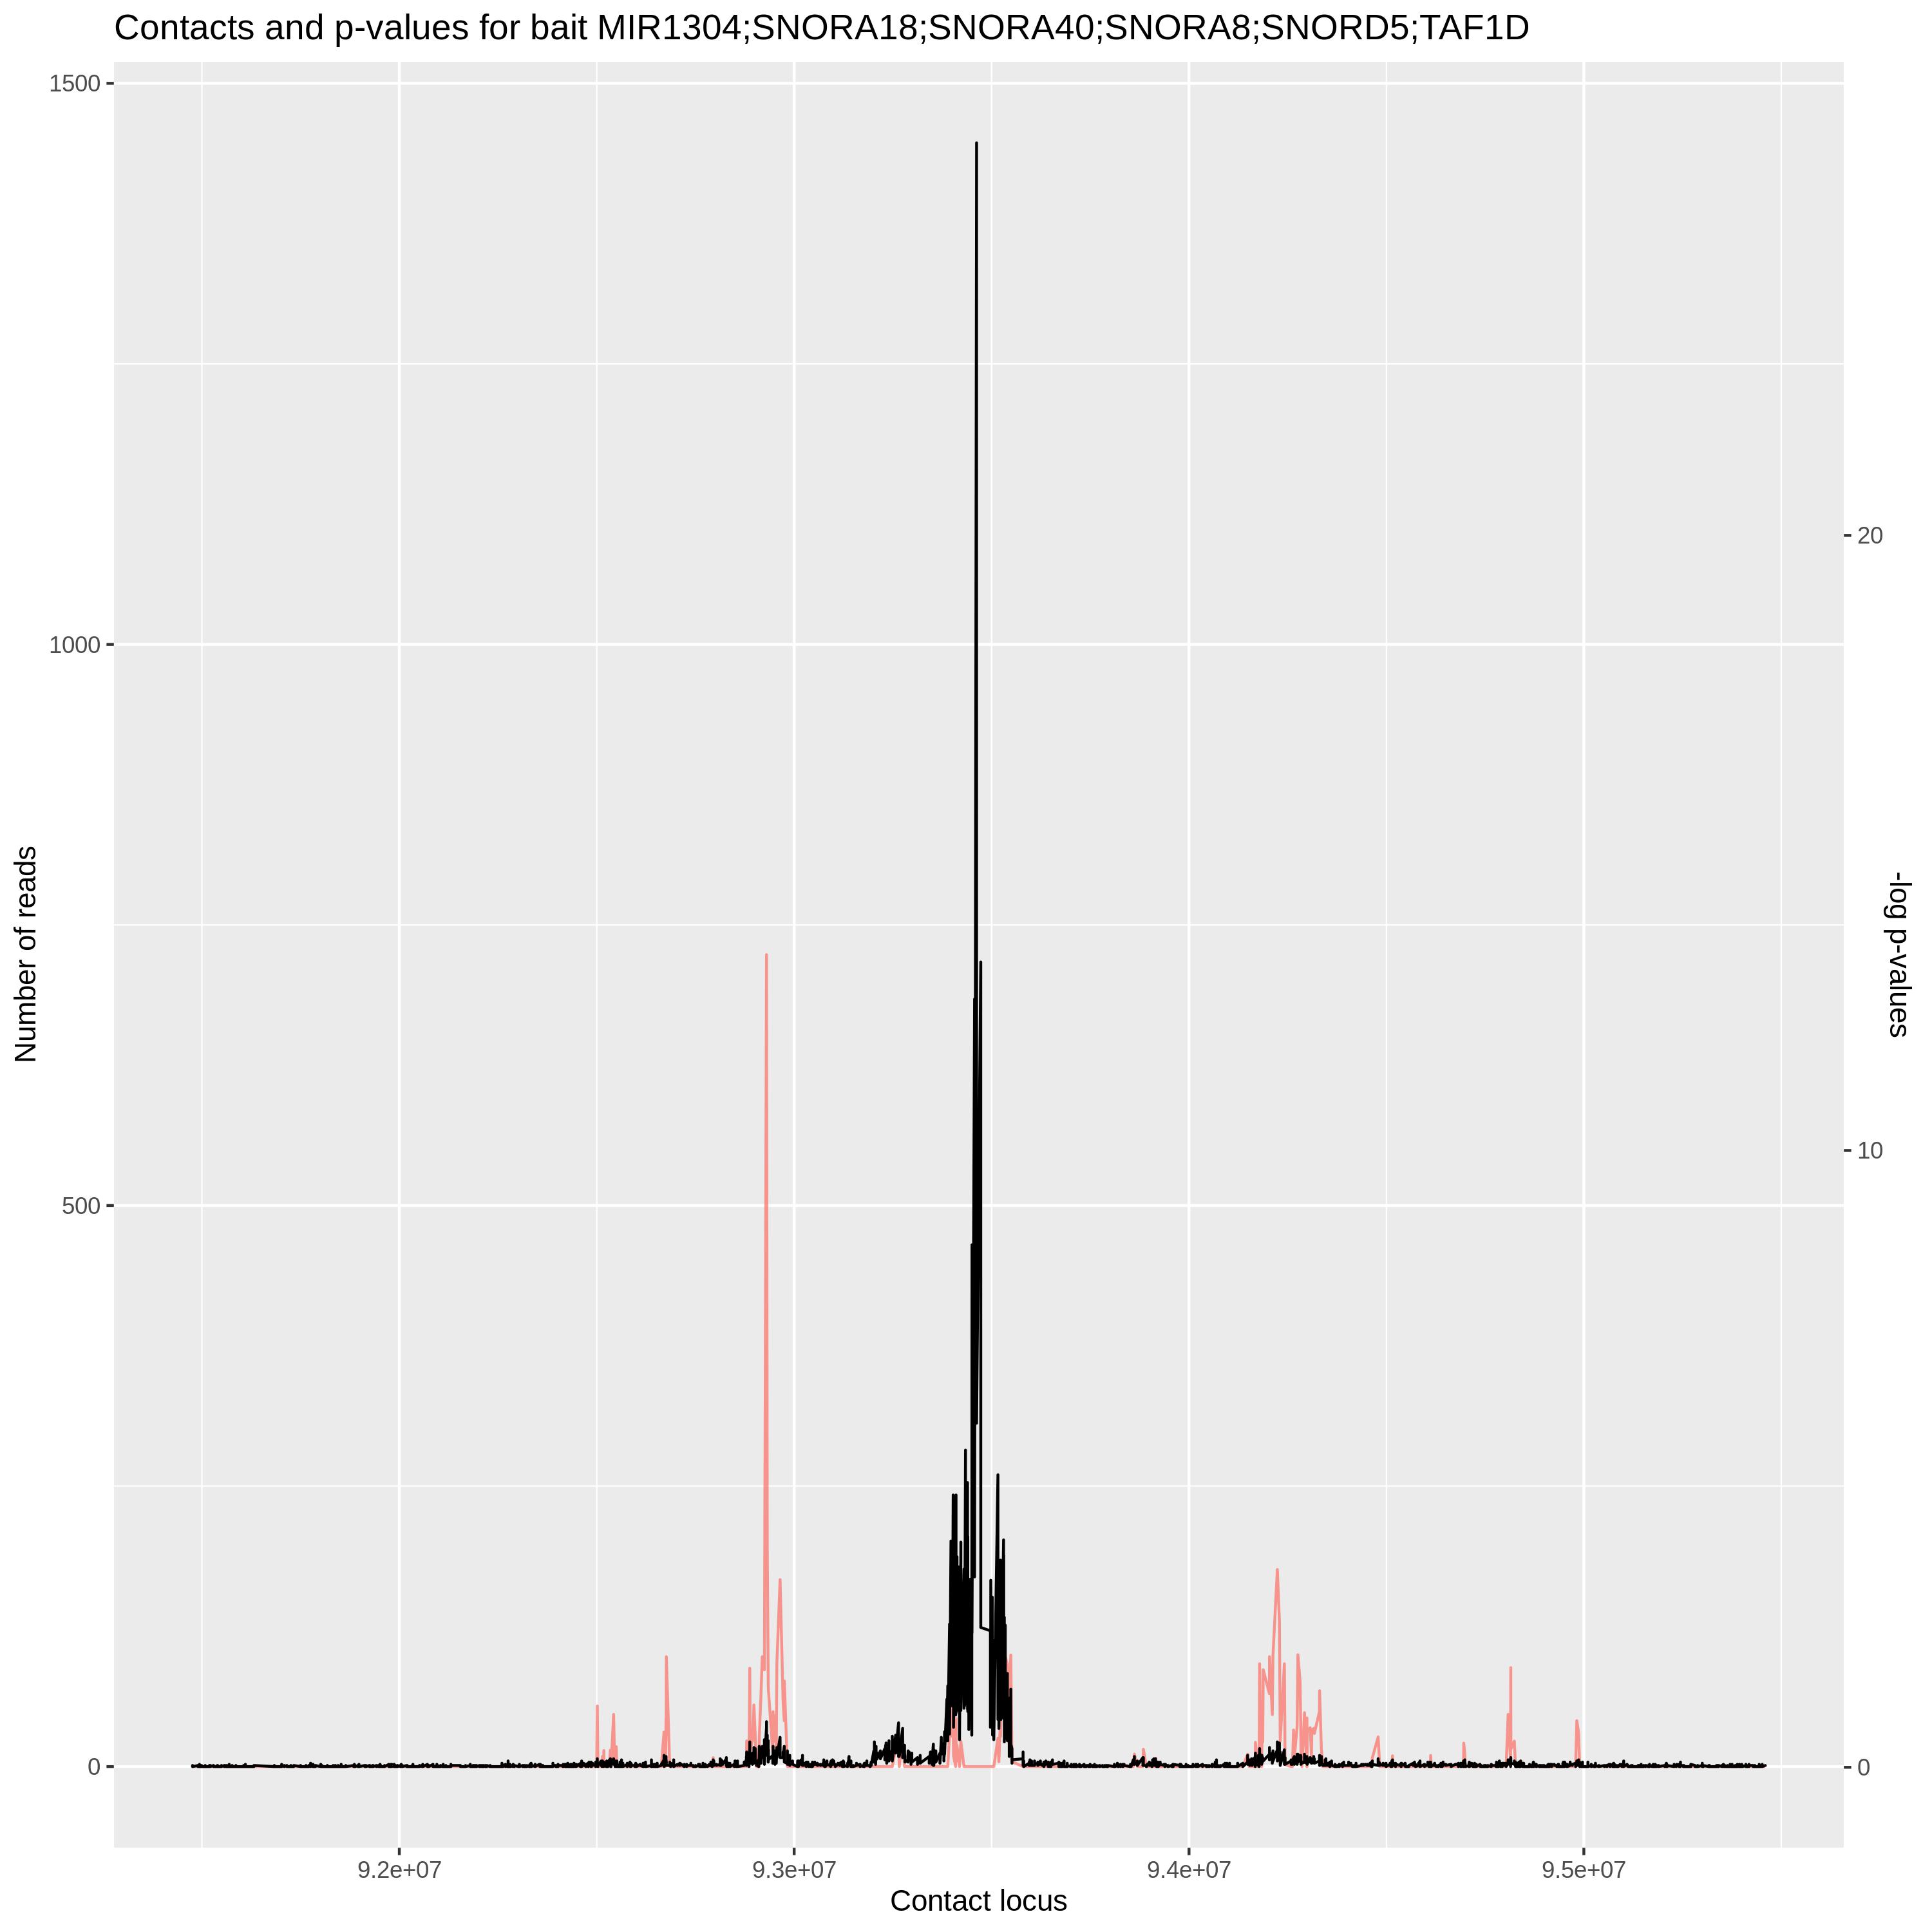 Contacts and p-values for bait MIR1304;SNORA18;SNORA40;SNORA8;SNORD5;TAF1D
1500
1000
500
0
Number of reads
20
10
0
-log p-values
9.2e+07
9.3e+07
9.4e+07
9.5e+07
Contact locus